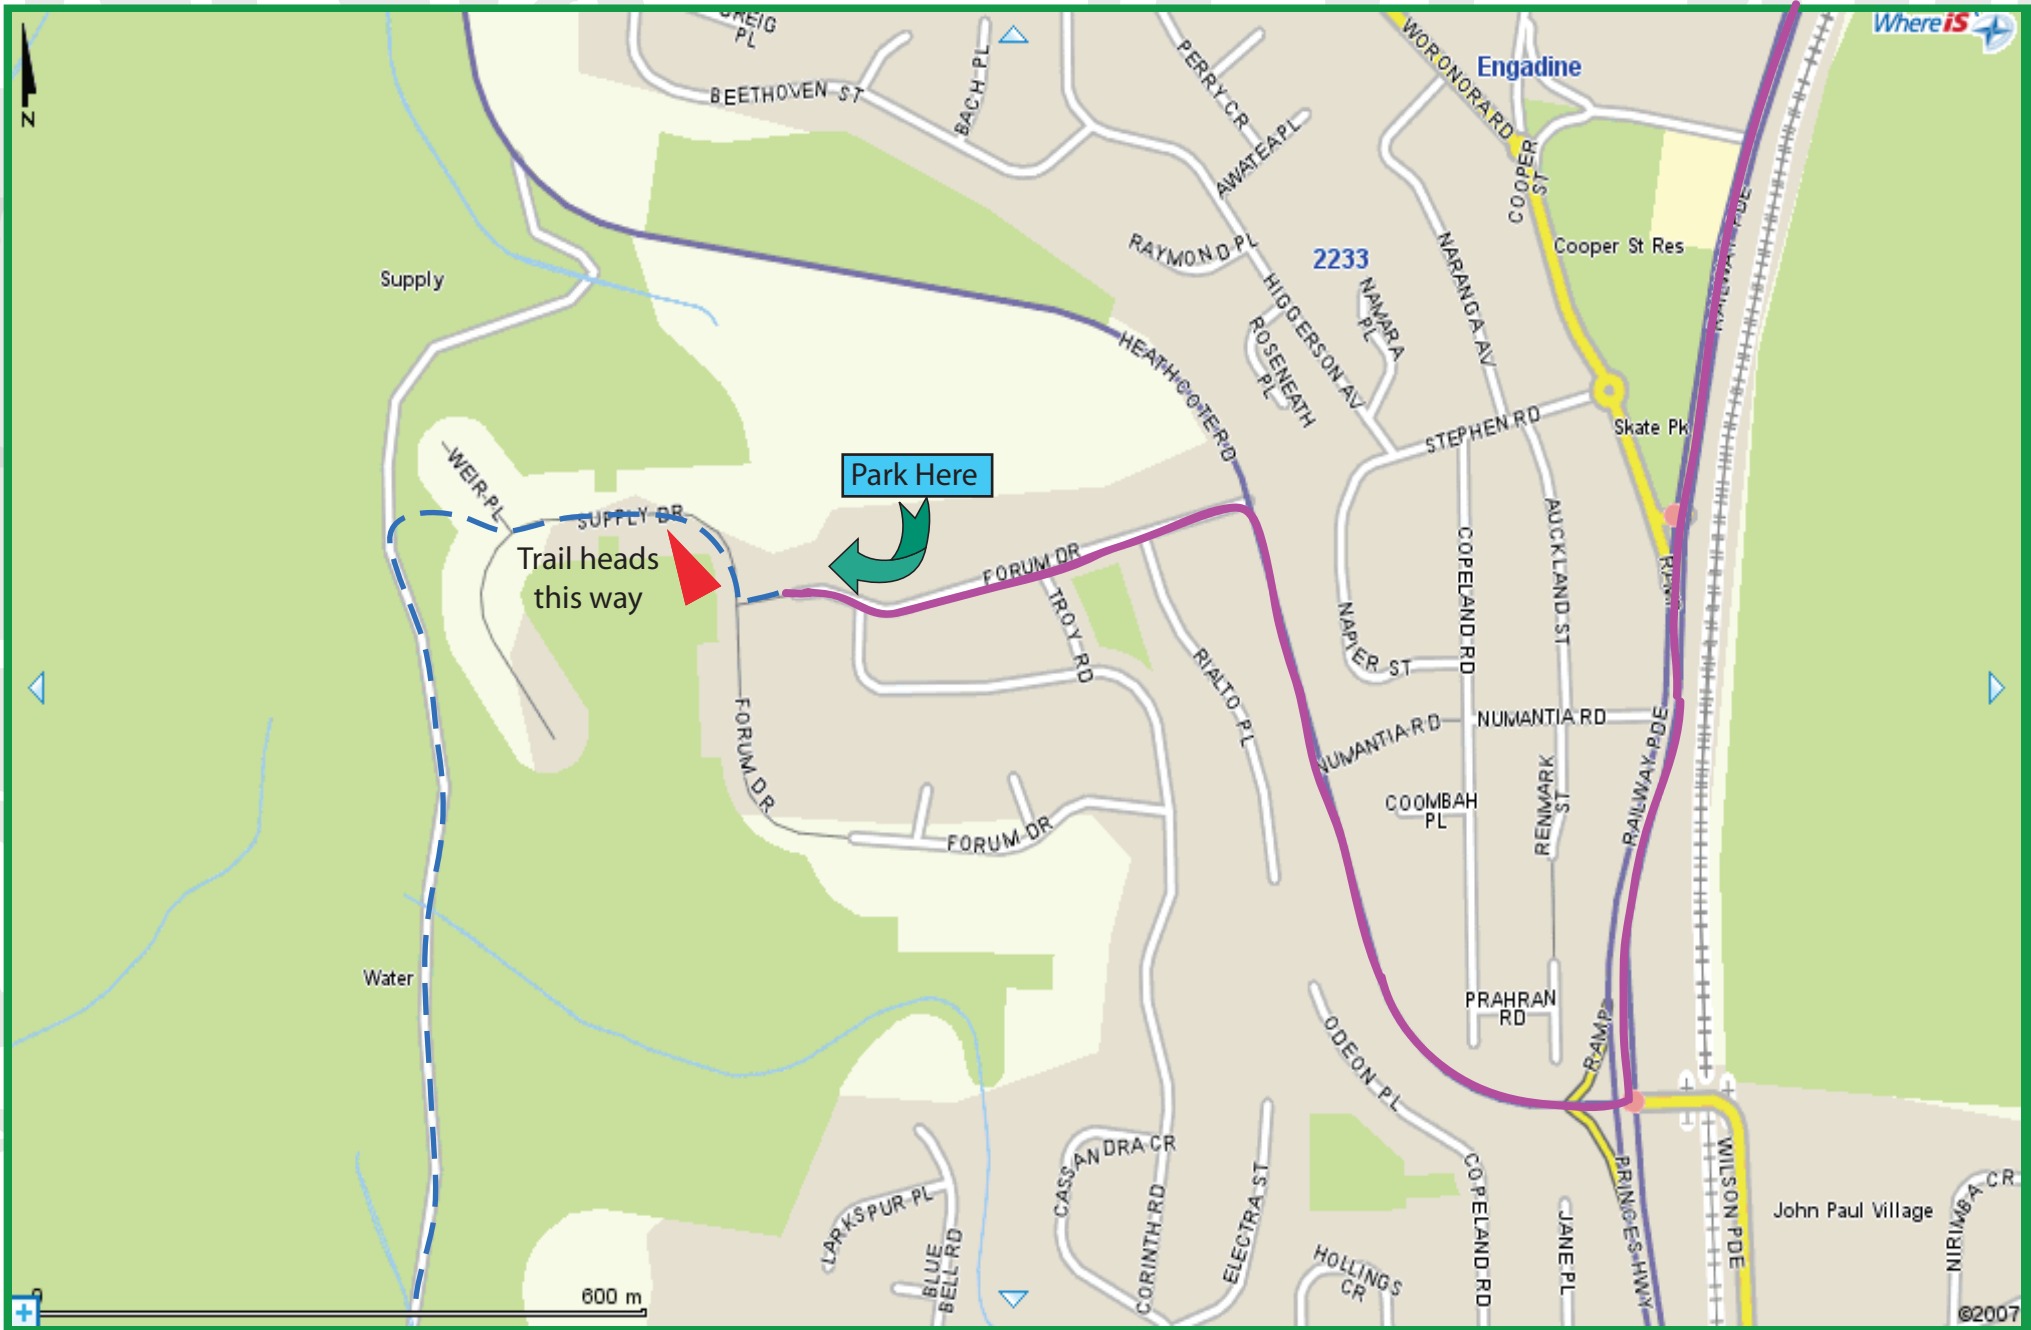 GREIG
PL
WhereiS
WORONORA RD
Engadine
PERRY CR
BACH PL
BEETHOVEN ST
N
AWATEA PL
COOPER
ST
RAILWAY PDE
RAYMOND PL
2233
NARANGA AV
Cooper St Res
Supply
HIGGERSON AV
NAMARA
PL
ROSENEATH
PL
HEATHCOTE RD
STEPHEN RD
Skate Pk
WEIR PL
Park Here
SUPPLY DR
Trail heads
this way
FORUM DR
COPELAND RD
AUCKLAND ST
RAMP
TROY RD
NAPIER ST
RIALTO PL
FORUM DR
NUMANTIA RD
NUMANTIA RD
RAILWAY PDE
COOMBAH
PL
RENMARK
ST
FORUM DR
Water
PRAHRAN
RD
ODEON PL
RAMP
CASSANDRA CR
LARKSPUR PL
BLUE
BELL RD
CORINTH RD
ELECTRA ST
HOLLINGS
CR
COPELAND RD
JANE PL
PRINCES HWY
WILSON PDE
John Paul Village
NIRIMBA CR
0
600 m
©2007